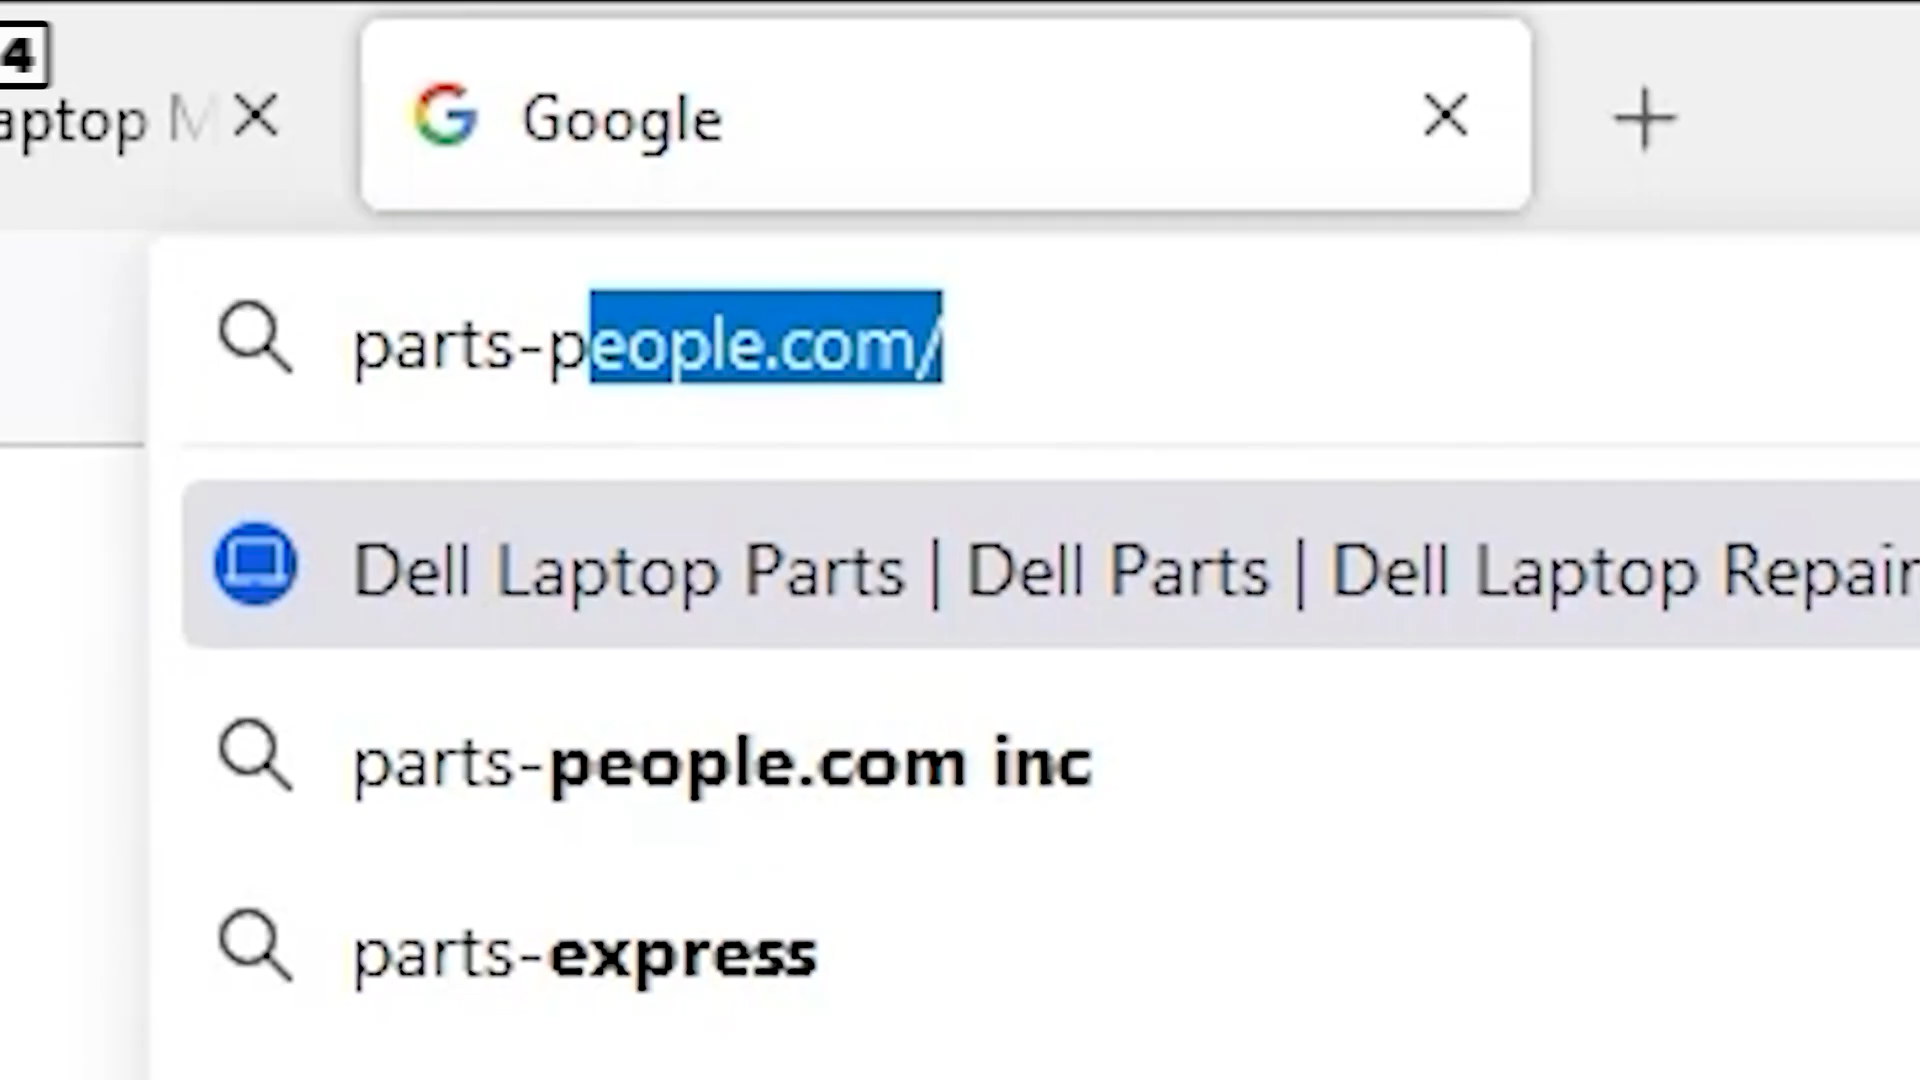 4
aptop M
Google
parts-people.com/
Dell Laptop Parts | Dell Parts | Dell Laptop Repair
parts-people.com inc
parts-express